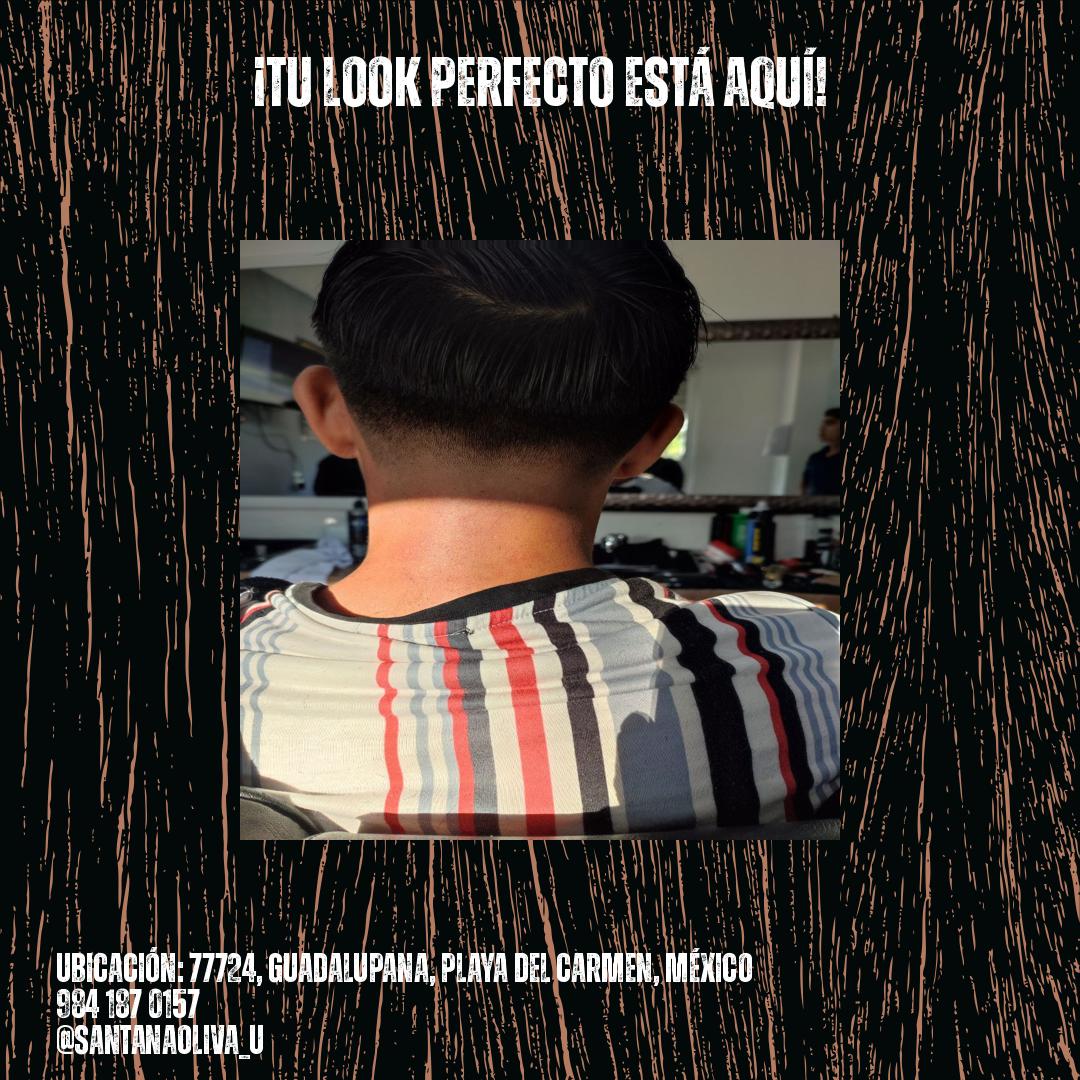 ¡TU LOOK PERFECTO ESTÁ AQUÍ!
UBICACIÓN: 77724, GUADALUPANA, PLAYA DEL CARMEN, MÉXICO
984 187 0157
@SANTANAOLIVA_U